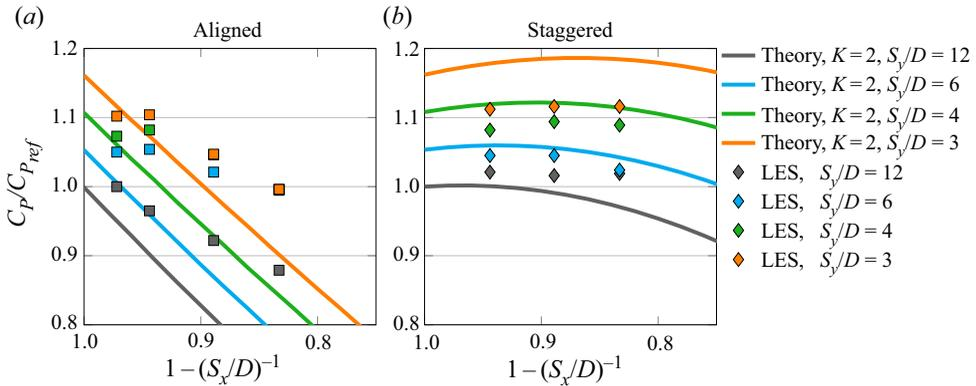 (a) Aligned
(b) Staggered
1.2
1.1
1.0
0.9
0.8
C_P/C_{P_{ref}}
1.0 0.9 0.8
1 – (S_x/D)^{–1}
1.2
1.1
1.0
0.9
0.8
1.0 0.9 0.8
1 – (S_x/D)^{–1}
Theory, K = 2, S_y/D = 12
Theory, K = 2, S_y/D = 6
Theory, K = 2, S_y/D = 4
Theory, K = 2, S_y/D = 3
LES, S_y/D = 12
LES, S_y/D = 6
LES, S_y/D = 4
LES, S_y/D = 3